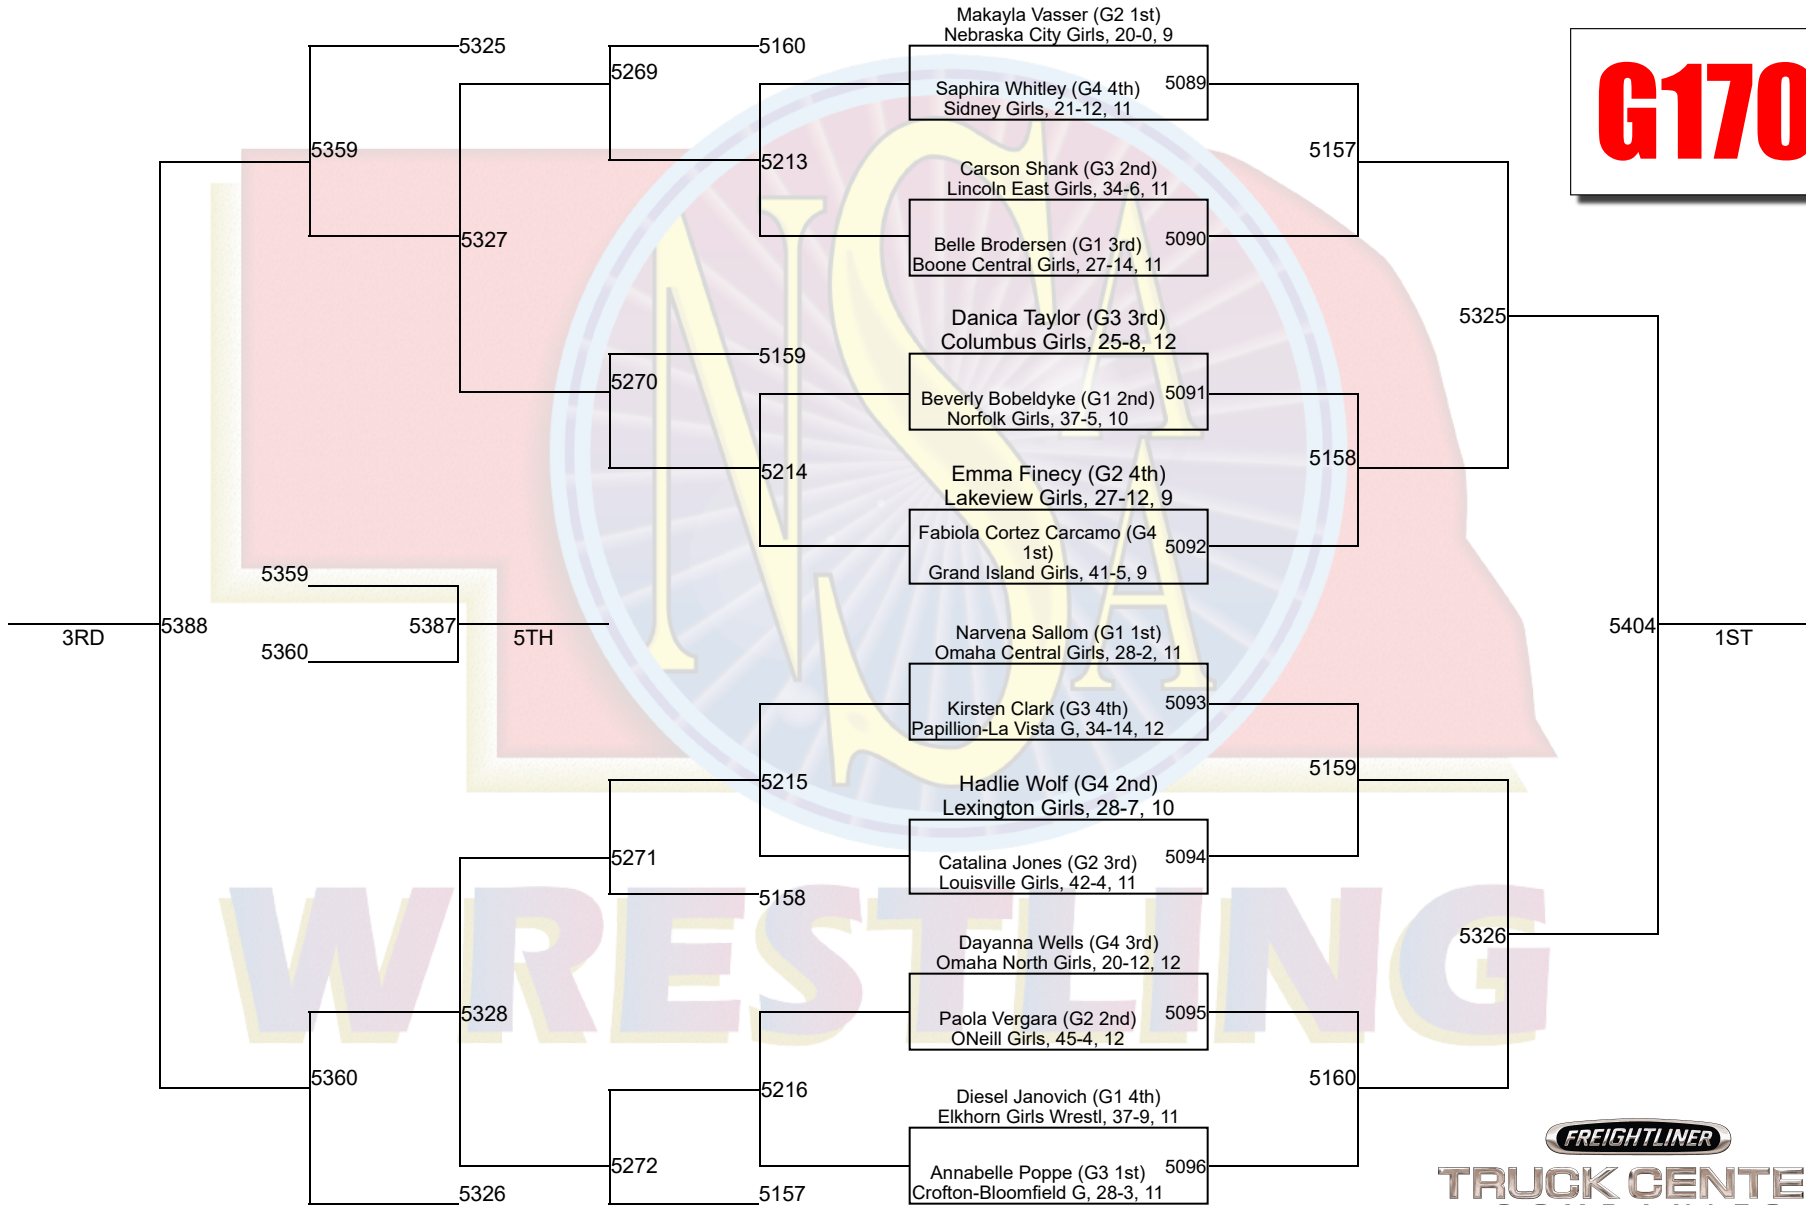 G170
Makayla Vasser (G2 1st)
Nebraska City Girls, 20-0, 9
5089
Saphira Whitley (G4 4th)
Sidney Girls, 21-12, 11
Carson Shank (G3 2nd)
Lincoln East Girls, 34-6, 11
5090
Belle Brodersen (G1 3rd)
Boone Central Girls, 27-14, 11
Danica Taylor (G3 3rd)
Columbus Girls, 25-8, 12
5091
Beverly Bobeldyke (G1 2nd)
Norfolk Girls, 37-5, 10
Emma Finecy (G2 4th)
Lakeview Girls, 27-12, 9
Fabiola Cortez Carcamo (G4
1st)
5092
Grand Island Girls, 41-5, 9
Narvena Sallom (G1 1st)
Omaha Central Girls, 28-2, 11
5093
Kirsten Clark (G3 4th)
Papillion-La Vista G, 34-14, 12
Hadlie Wolf (G4 2nd)
Lexington Girls, 28-7, 10
5094
Catalina Jones (G2 3rd)
Louisville Girls, 42-4, 11
Dayanna Wells (G4 3rd)
Omaha North Girls, 20-12, 12
5095
Paola Vergara (G2 2nd)
ONeill Girls, 45-4, 12
Diesel Janovich (G1 4th)
Elkhorn Girls Wrestl, 37-9, 11
5096
Annabelle Poppe (G3 1st)
Crofton-Bloomfield G, 28-3, 11
5157
5158
5159
5160
5325
5326
5404
1ST
5160
5213
5159
5214
5215
5158
5216
5157
5269
5270
5271
5272
5325
5327
5328
5326
5359
5360
5359
5387
5360
5TH
5388
3RD
NSAA
WRESTLING
FREIGHTLINER
TRUCK CENTE